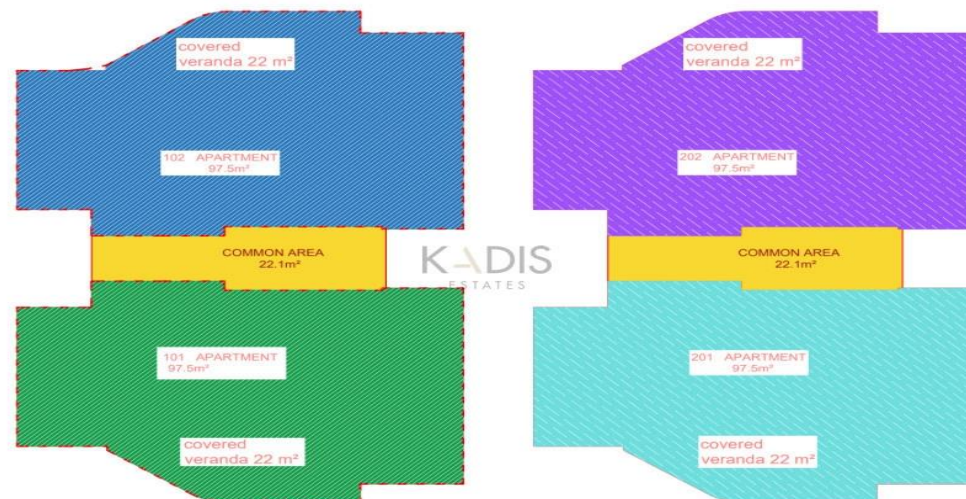 covered
veranda 22 m²
102 APARTMENT
97.5m²
COMMON AREA
22.1m²
101 APARTMENT
97.5m²
covered
veranda 22 m²
KADIS
ESTATES
covered
veranda 22 m²
202 APARTMENT
97.5m²
COMMON AREA
22.1m²
201 APARTMENT
97.5m²
covered
veranda 22 m²